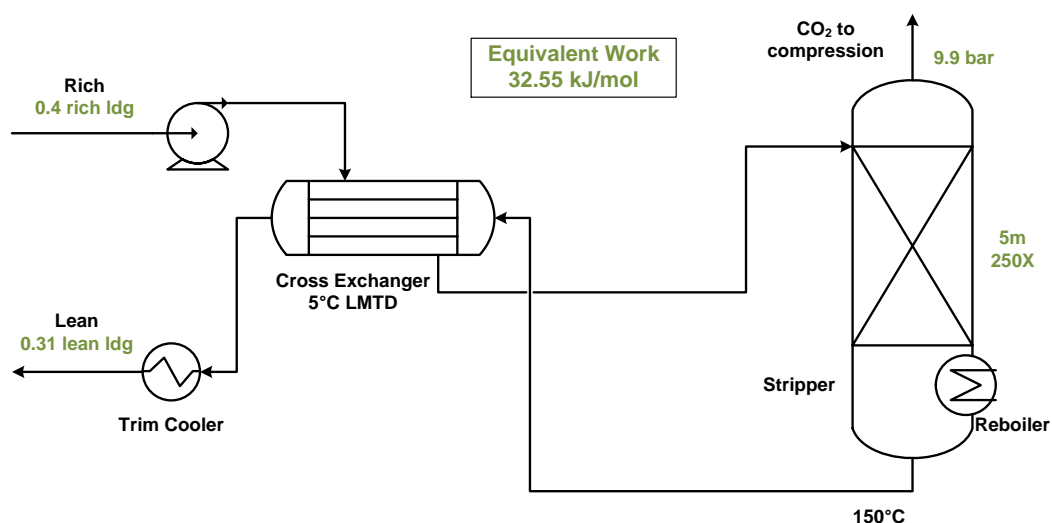 CO₂ to
compression
9.9 bar
Equivalent Work
32.55 kJ/mol
Rich
0.4 rich ldg
Cross Exchanger
5°C LMTD
5m
250X
Lean
0.31 lean ldg
Trim Cooler
Stripper
Reboiler
150°C